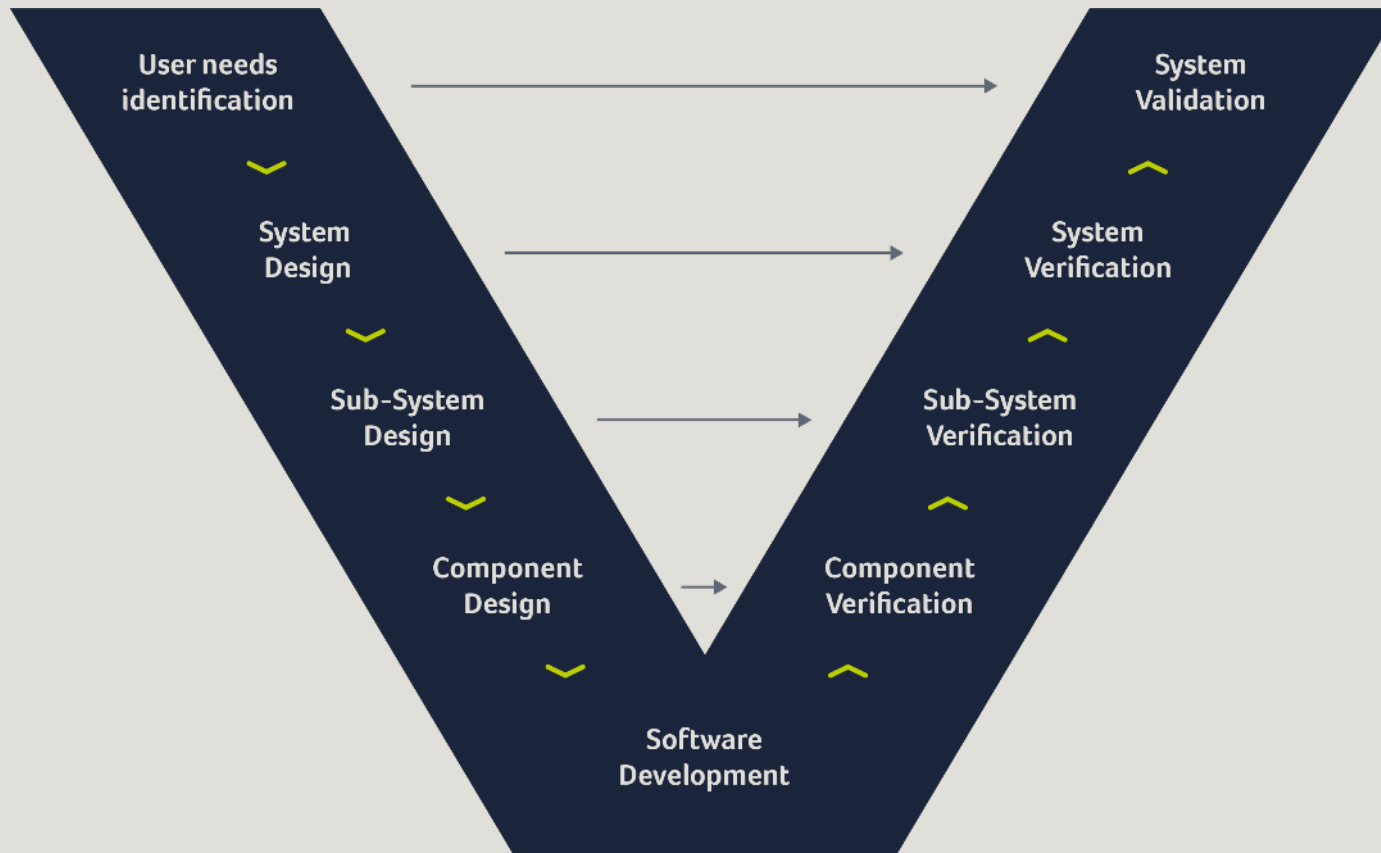 User needs
identification
System
Validation
System
Design
System
Verification
Sub-System
Design
Sub-System
Verification
Component
Design
Component
Verification
Software
Development